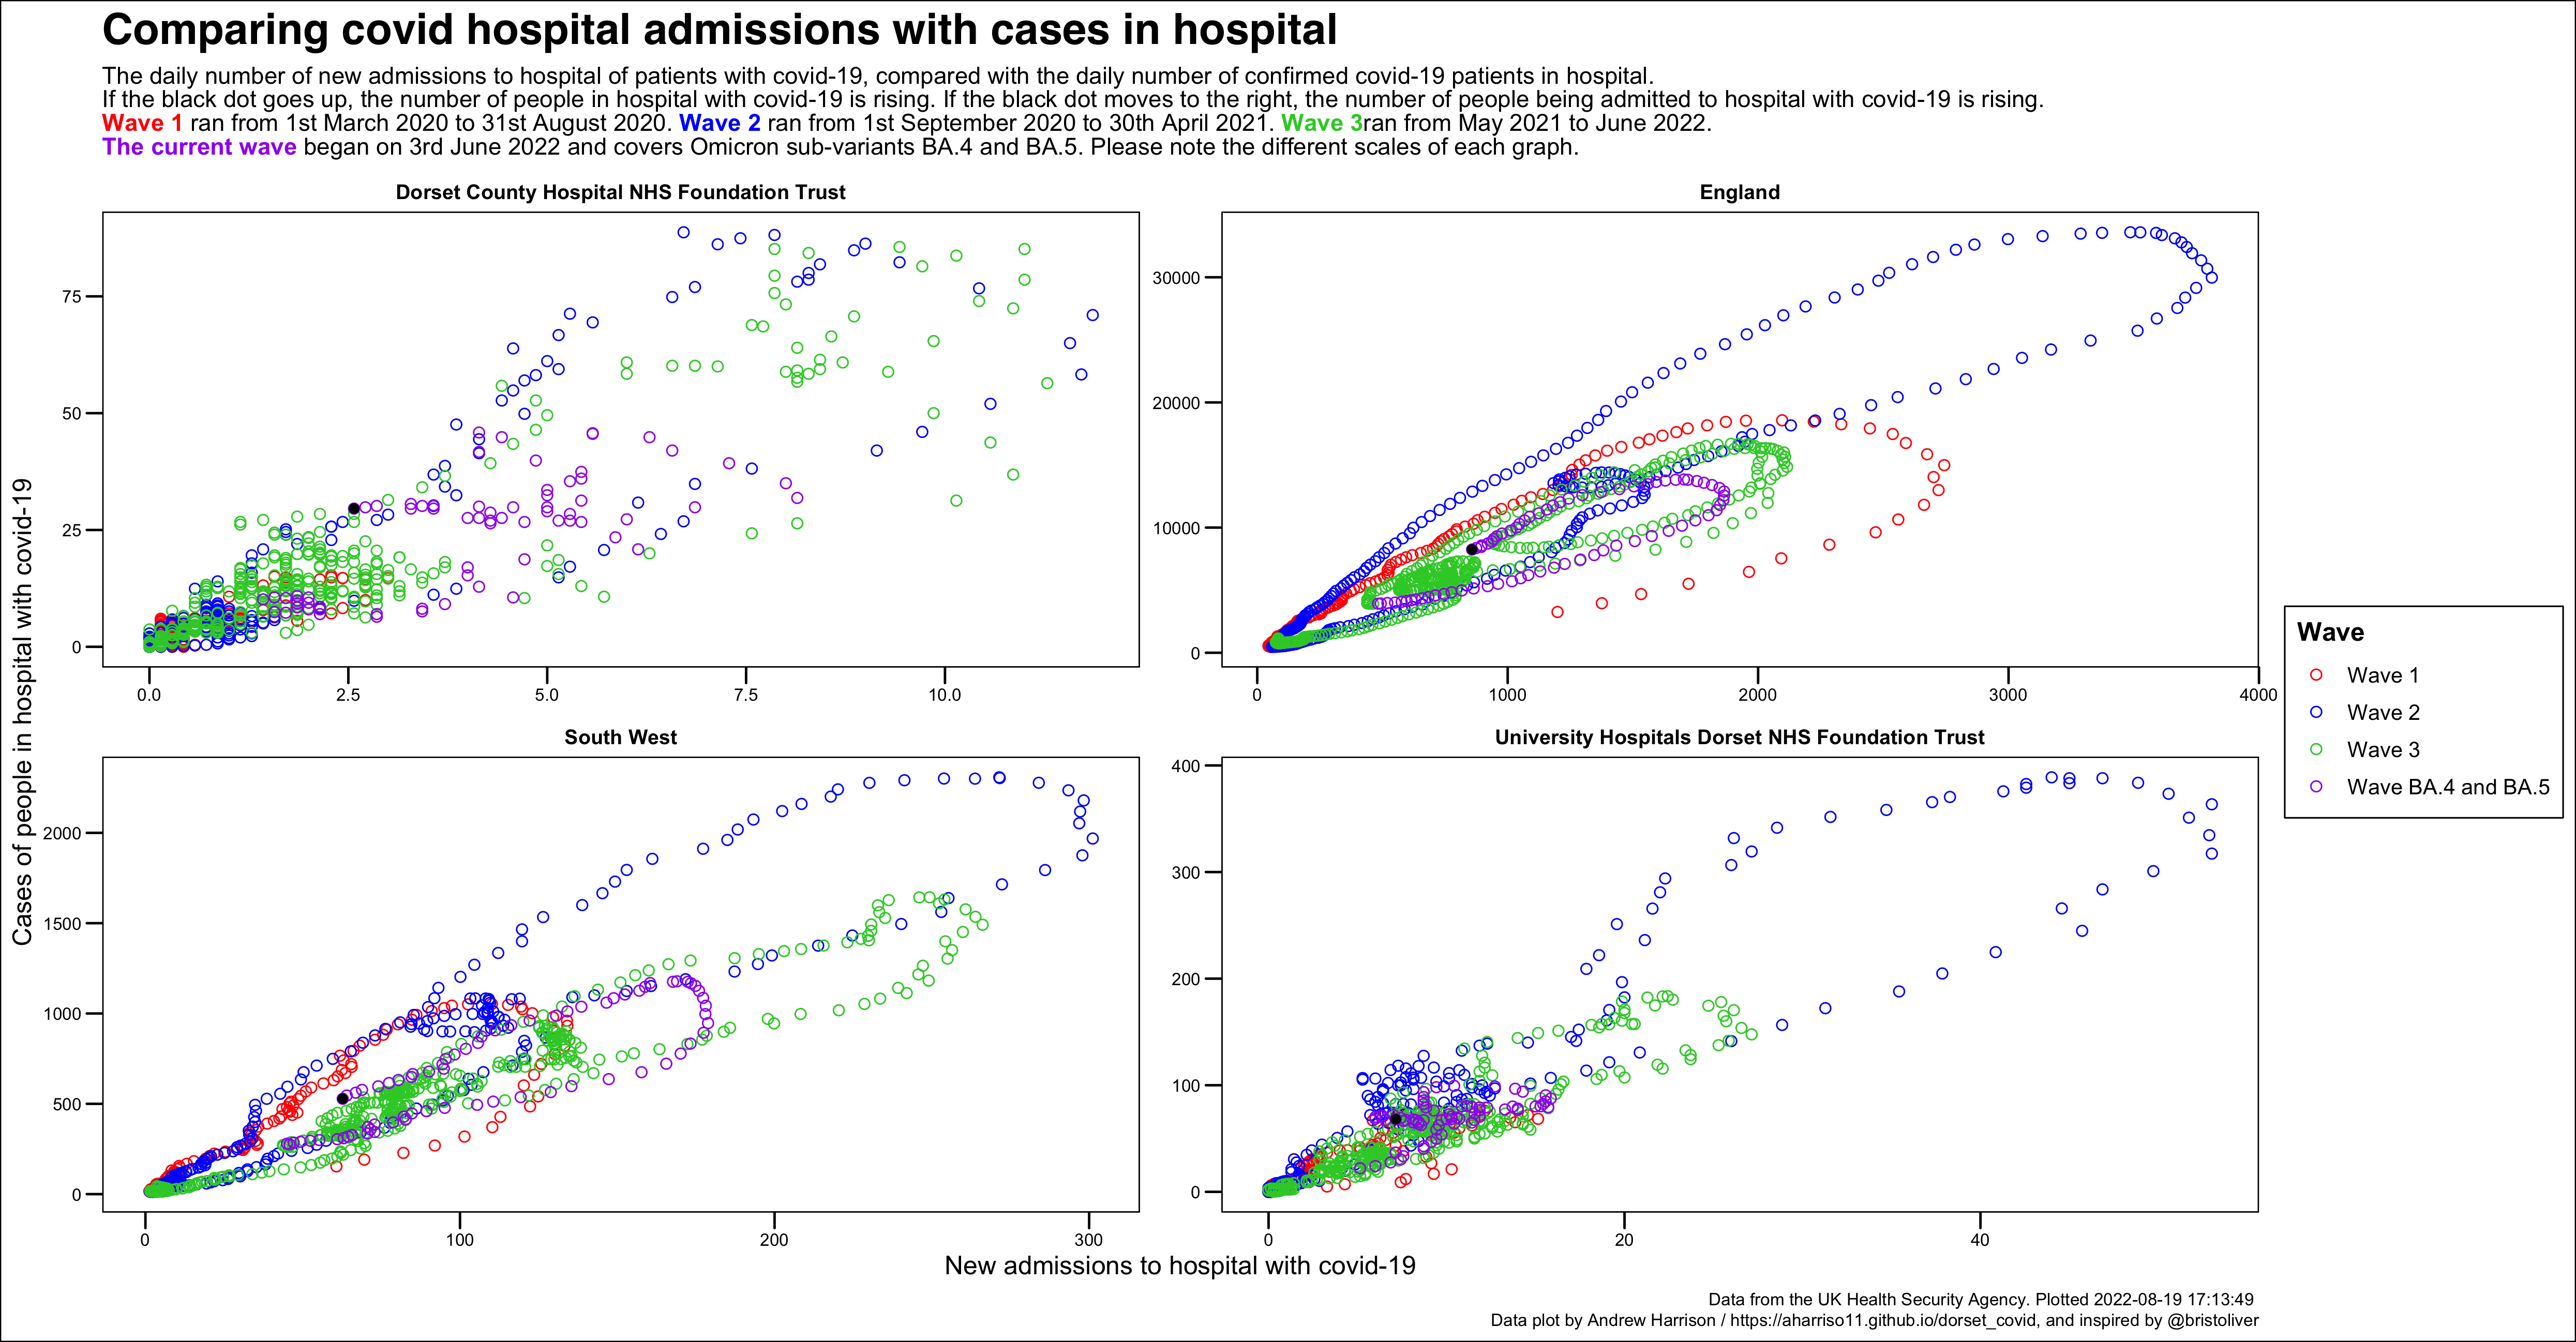 Comparing covid hospital admissions with cases in hospital
The daily number of new admissions to hospital of patients with covid-19, compared with the daily number of confirmed covid-19 patients in hospital.
If the black dot goes up, the number of people in hospital with covid-19 is rising. If the black dot moves to the right, the number of people being admitted to hospital with covid-19 is rising.
Wave 1 ran from 1st March 2020 to 31st August 2020. Wave 2 ran from 1st September 2020 to 30th April 2021. Wave 3ran from May 2021 to June 2022.
The current wave began on 3rd June 2022 and covers Omicron sub-variants BA.4 and BA.5. Please note the different scales of each graph.
Dorset County Hospital NHS Foundation Trust
75
50
25
0
0.0 2.5 5.0 7.5 10.0
England
30000
20000
10000
0
0 1000 2000 3000 4000
South West
2000
1500
1000
500
0
0 100 200 300
University Hospitals Dorset NHS Foundation Trust
400
300
200
100
0
0 20 40
Cases of people in hospital with covid-19
New admissions to hospital with covid-19
Wave
Wave 1
Wave 2
Wave 3
Wave BA.4 and BA.5
Data from the UK Health Security Agency. Plotted 2022-08-19 17:13:49
Data plot by Andrew Harrison / https://aharriso11.github.io/dorset_covid, and inspired by @bristoliver